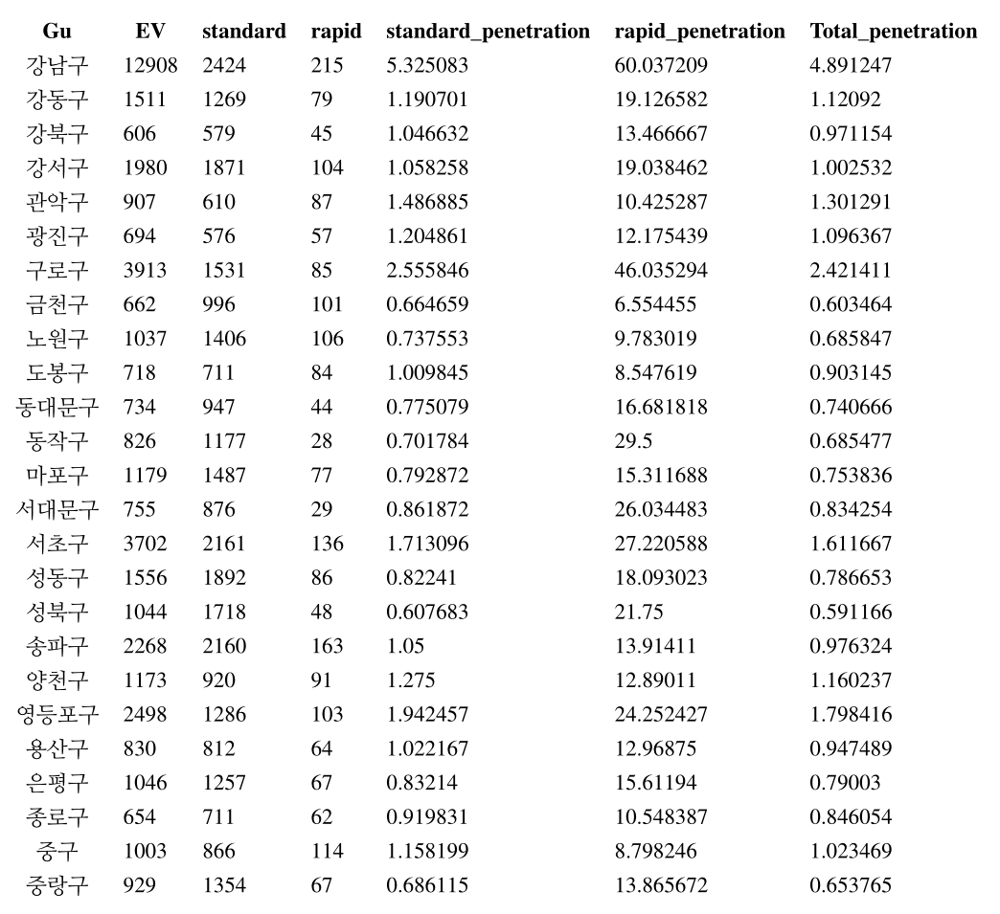 Gu EV standard rapid standard_penetration rapid_penetration Total_penetration
강남구 12908 2424 215 5.325083 60.037209 4.891247
강동구 1511 1269 79 1.190701 19.126582 1.12092
강북구 606 579 45 1.046632 13.466667 0.971154
강서구 1980 1871 104 1.058258 19.038462 1.002532
관악구 907 610 87 1.486885 10.425287 1.301291
광진구 694 576 57 1.204861 12.175439 1.096367
구로구 3913 1531 85 2.555846 46.035294 2.421411
금천구 662 996 101 0.664659 6.554455 0.603464
노원구 1037 1406 106 0.737553 9.783019 0.685847
도봉구 718 711 84 1.009845 8.547619 0.903145
동대문구 734 947 44 0.775079 16.681818 0.740666
동작구 826 1177 28 0.701784 29.5 0.685477
마포구 1179 1487 77 0.792872 15.311688 0.753836
서대문구 755 876 29 0.861872 26.034483 0.834254
서초구 3702 2161 136 1.713096 27.220588 1.611667
성동구 1556 1892 86 0.82241 18.093023 0.786653
성북구 1044 1718 48 0.607683 21.75 0.591166
송파구 2268 2160 163 1.05 13.91411 0.976324
양천구 1173 920 91 1.275 12.89011 1.160237
영등포구 2498 1286 103 1.942457 24.252427 1.798416
용산구 830 812 64 1.022167 12.96875 0.947489
은평구 1046 1257 67 0.83214 15.61194 0.79003
종로구 654 711 62 0.919831 10.548387 0.846054
중구 1003 866 114 1.158199 8.798246 1.023469
중랑구 929 1354 67 0.686115 13.865672 0.653765